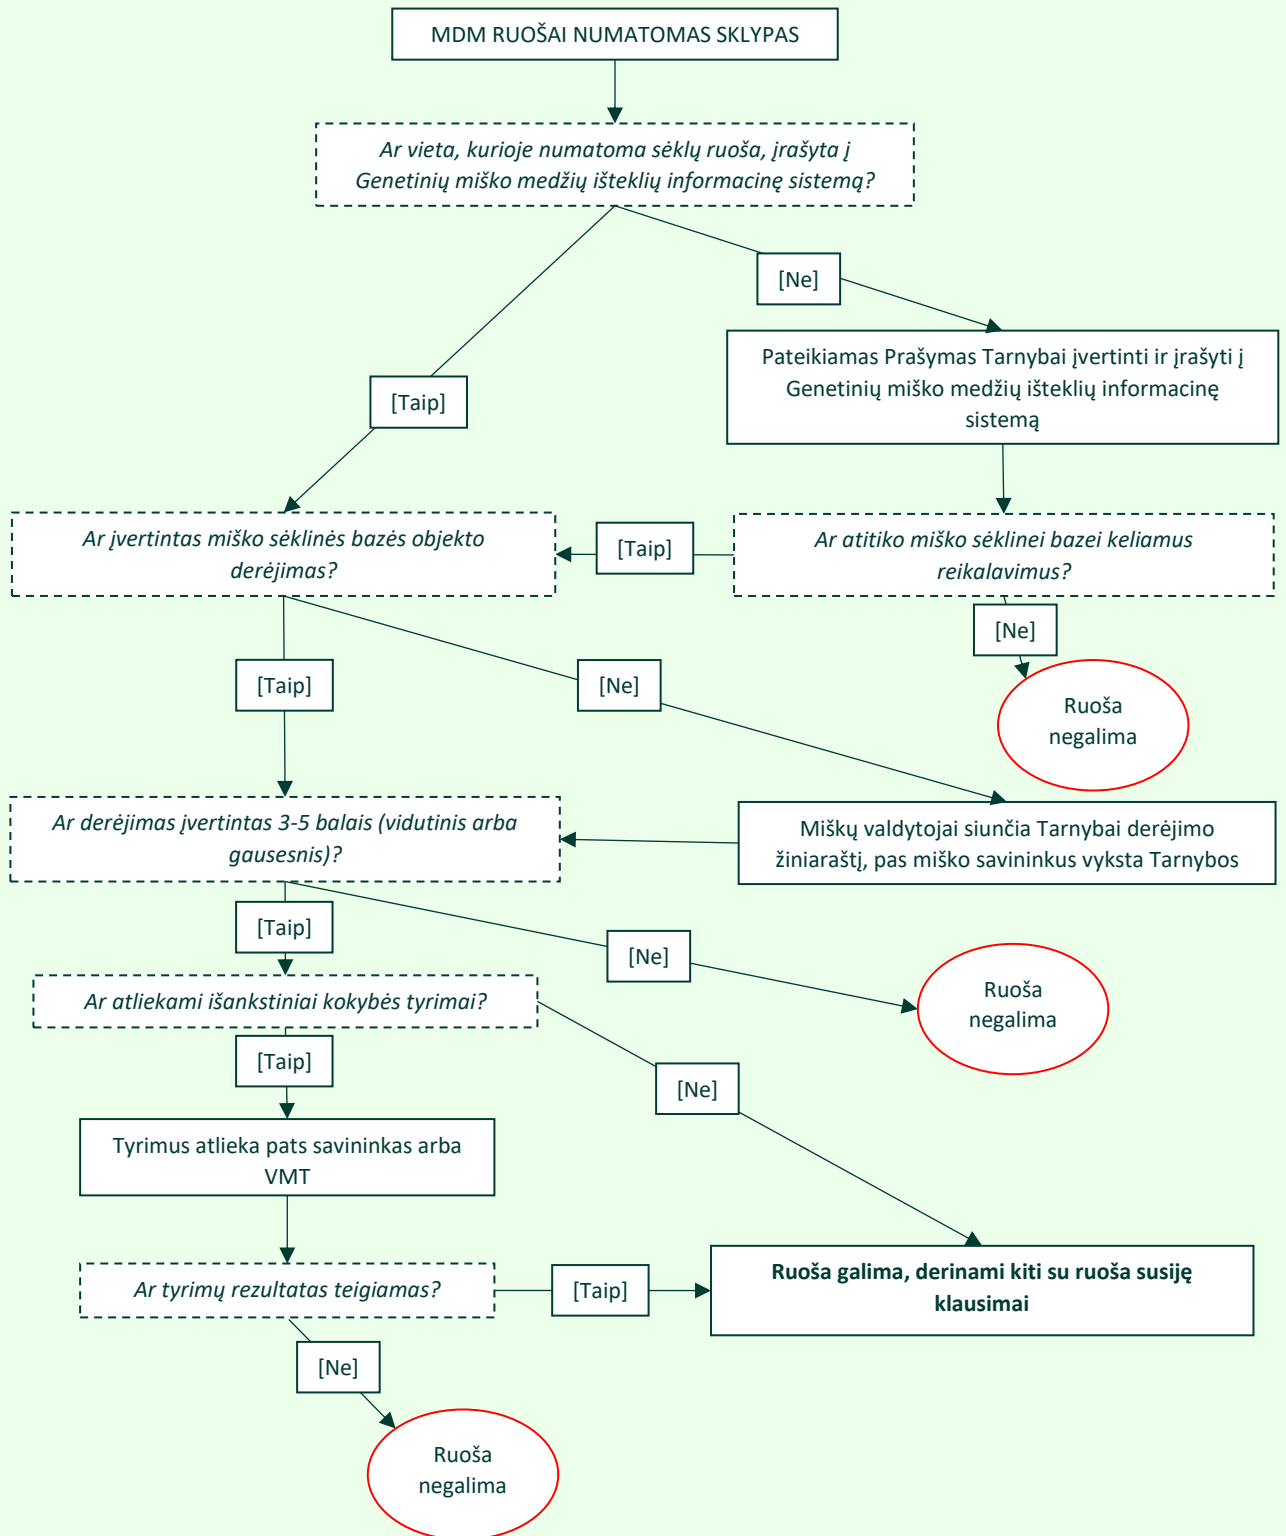 MDM RUOŠAI NUMATOMAS SKLYPAS
Ar vieta, kurioje numatoma sėklų ruoša, įrašyta į
Genetinių miško medžių išteklių informacinę sistemą?
[Ne]
Pateikiamas Prašymas Tarnybai įvertinti ir įrašyti į
Genetinių miško medžių išteklių informacinę
sistemą
[Taip]
Ar įvertintas miško sėklinės bazės objekto
derėjimas?
[Taip]
Ar atitiko miško sėklinei bazei keliamus
reikalavimus?
[Ne]
Ruoša
negalima
[Taip]
[Ne]
Ar derėjimas įvertintas 3-5 balais (vidutinis arba
gausesnis)?
Miškų valdytojai siunčia Tarnybai derėjimo
žiniaraštį, pas miško savininkus vyksta Tarnybos
[Taip]
[Ne]
Ruoša
negalima
Ar atliekami išankstiniai kokybės tyrimai?
[Taip]
[Ne]
Tyrimus atlieka pats savininkas arba
VMT
Ar tyrimų rezultatas teigiamas?
[Taip]
Ruoša galima, derinami kiti su ruoša susiję
klausimai
[Ne]
Ruoša
negalima